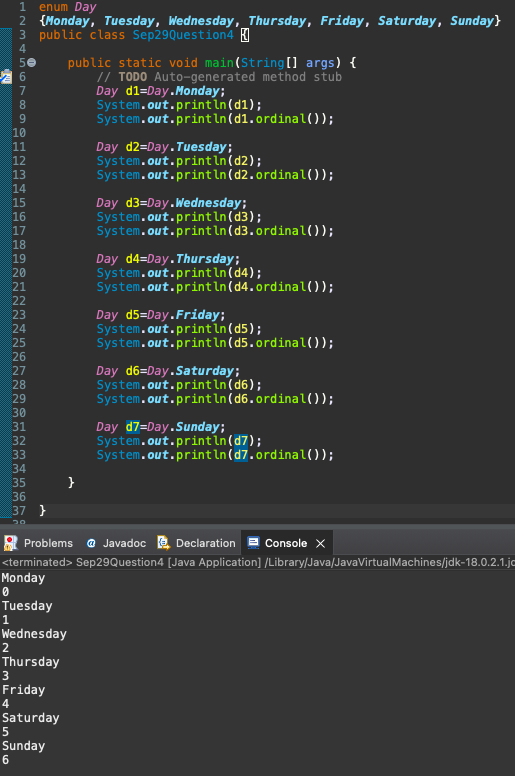 1 enum Day
2 {Monday, Tuesday, Wednesday, Thursday, Friday, Saturday, Sunday}
3 public class Sep29Question4 {
4
5 public static void main(String[] args) {
6 // TODO Auto-generated method stub
7 Day d1=Day.Monday;
8 System.out.println(d1);
9 System.out.println(d1.ordinal());
10
11 Day d2=Day.Tuesday;
12 System.out.println(d2);
13 System.out.println(d2.ordinal());
14
15 Day d3=Day.Wednesday;
16 System.out.println(d3);
17 System.out.println(d3.ordinal());
18
19 Day d4=Day.Thursday;
20 System.out.println(d4);
21 System.out.println(d4.ordinal());
22
23 Day d5=Day.Friday;
24 System.out.println(d5);
25 System.out.println(d5.ordinal());
26
27 Day d6=Day.Saturday;
28 System.out.println(d6);
29 System.out.println(d6.ordinal());
30
31 Day d7=Day.Sunday;
32 System.out.println(d7);
33 System.out.println(d7.ordinal());
34
35 }
36
37 }
38
Problems @ Javadoc Declaration Console
<terminated> Sep29Question4 [Java Application] /Library/Java/JavaVirtualMachines/jdk-18.0.2.1.jd
Monday
0
Tuesday
1
Wednesday
2
Thursday
3
Friday
4
Saturday
5
Sunday
6